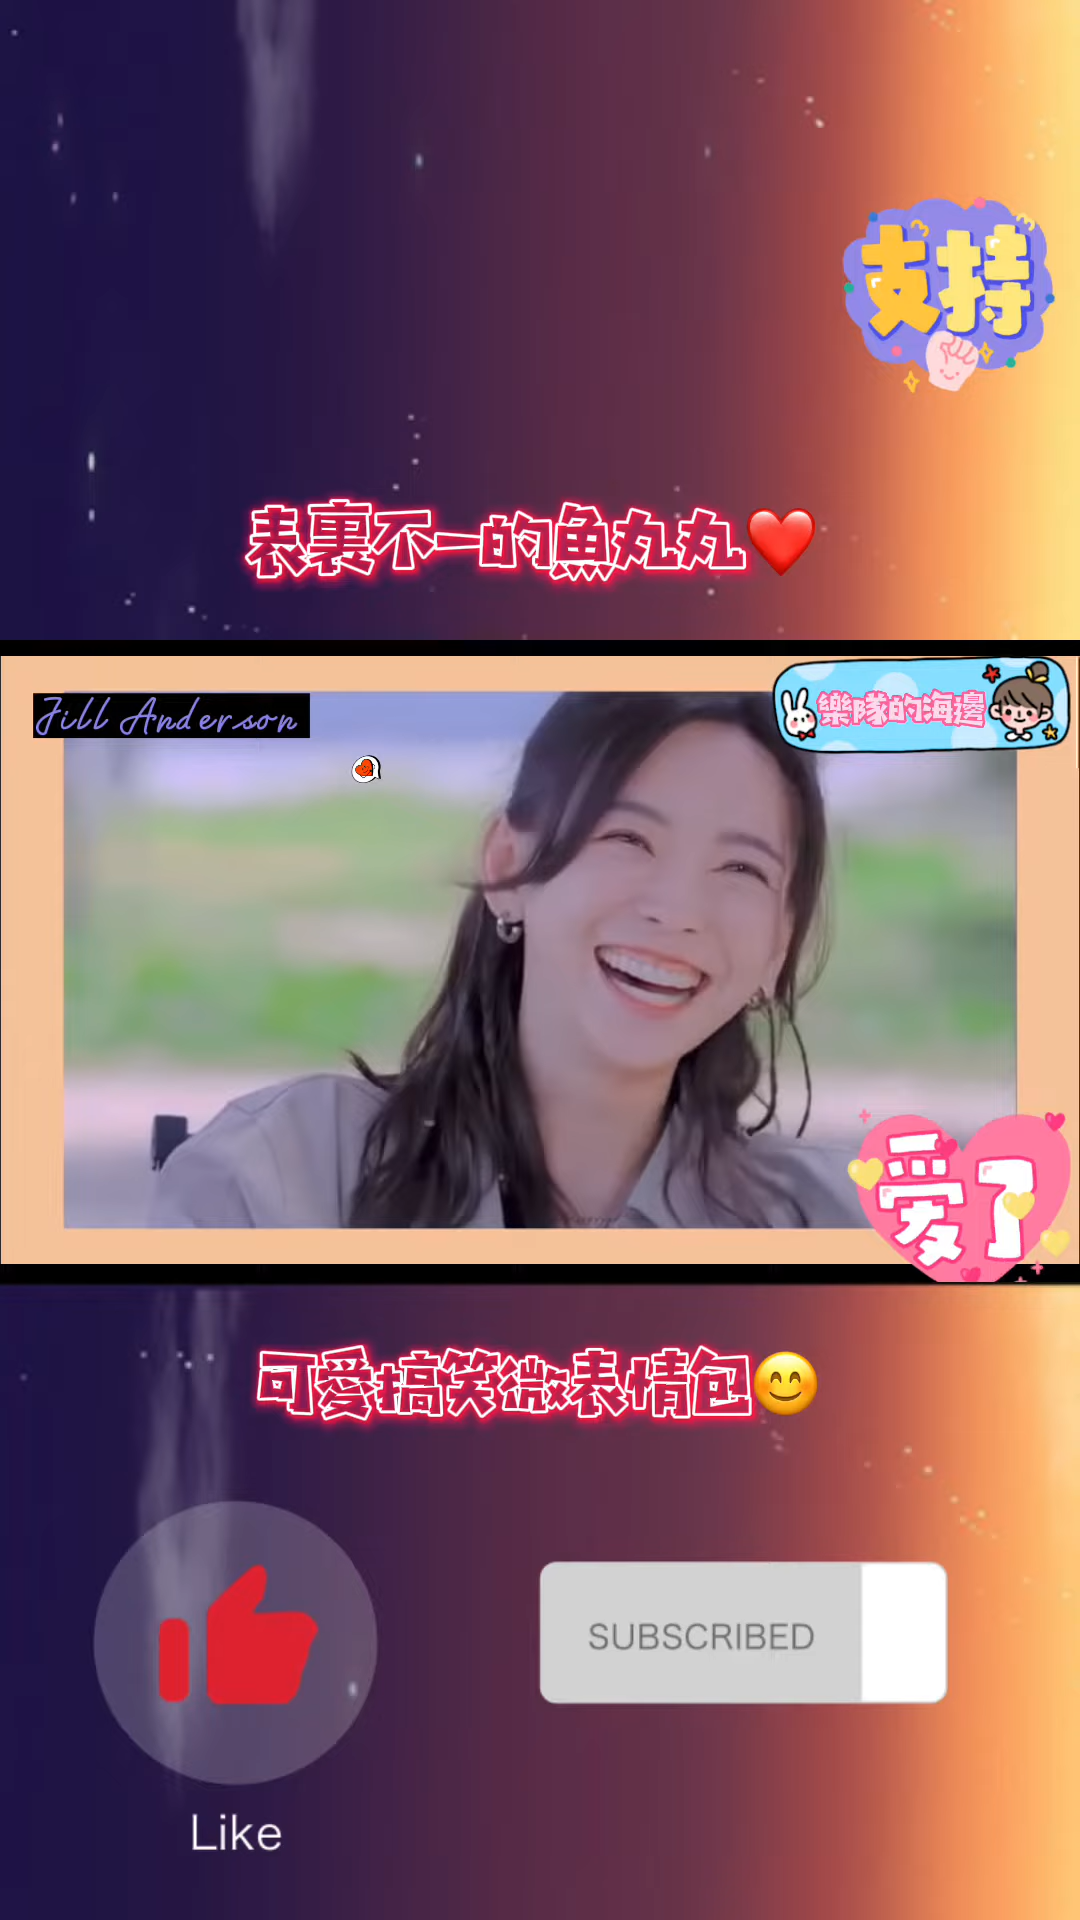 支持
表裏不一的魚丸丸❤️
Jill Anderson
樂隊的海邊
愛了
可愛搞笑微表情包😊
SUBSCRIBED
Like